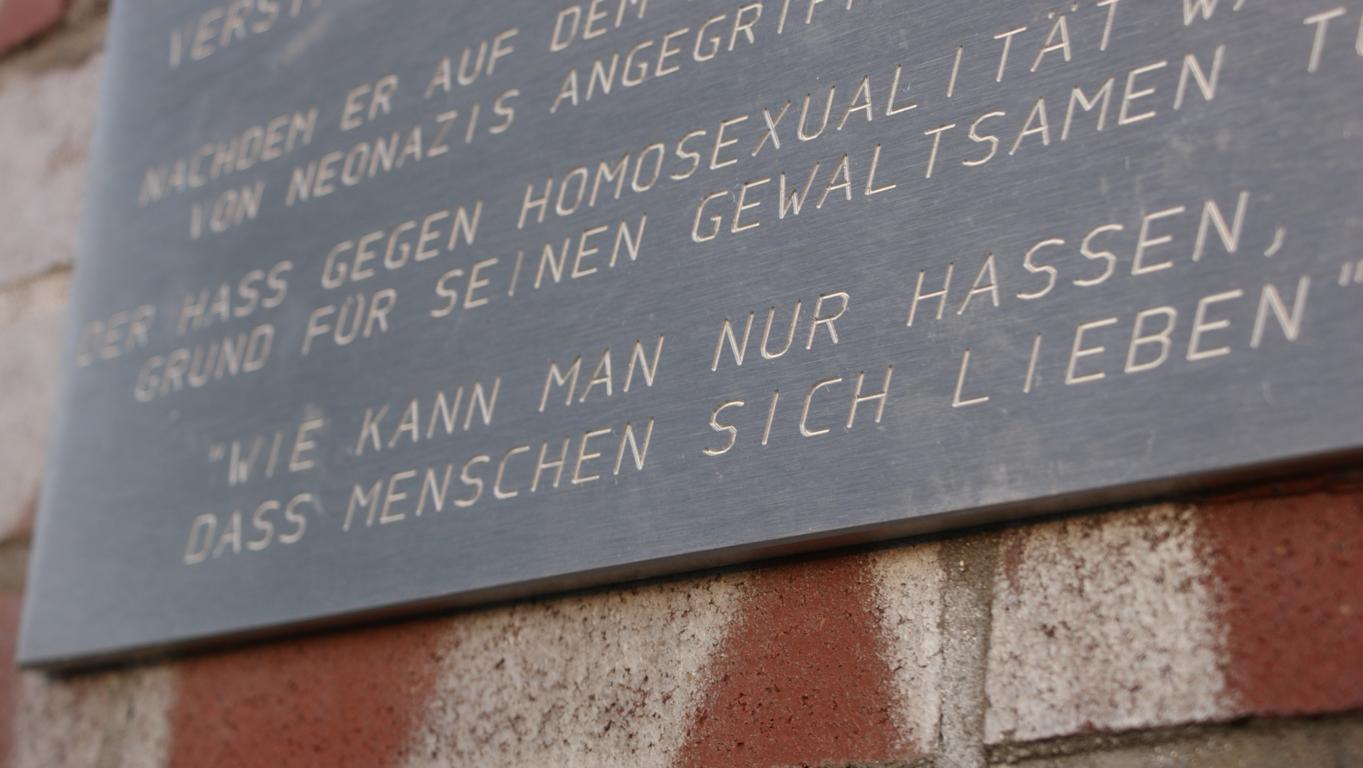 NACHDEM ER AUF DEM
VON NEONAZIS
DER HASS GEGEN HOMOSEXUALITÄT
GRUND FÜR SEINEN GEWALTSAMEN
"WIE KANN MAN NUR HASSEN,
DASS MENSCHEN SICH LIEBEN"